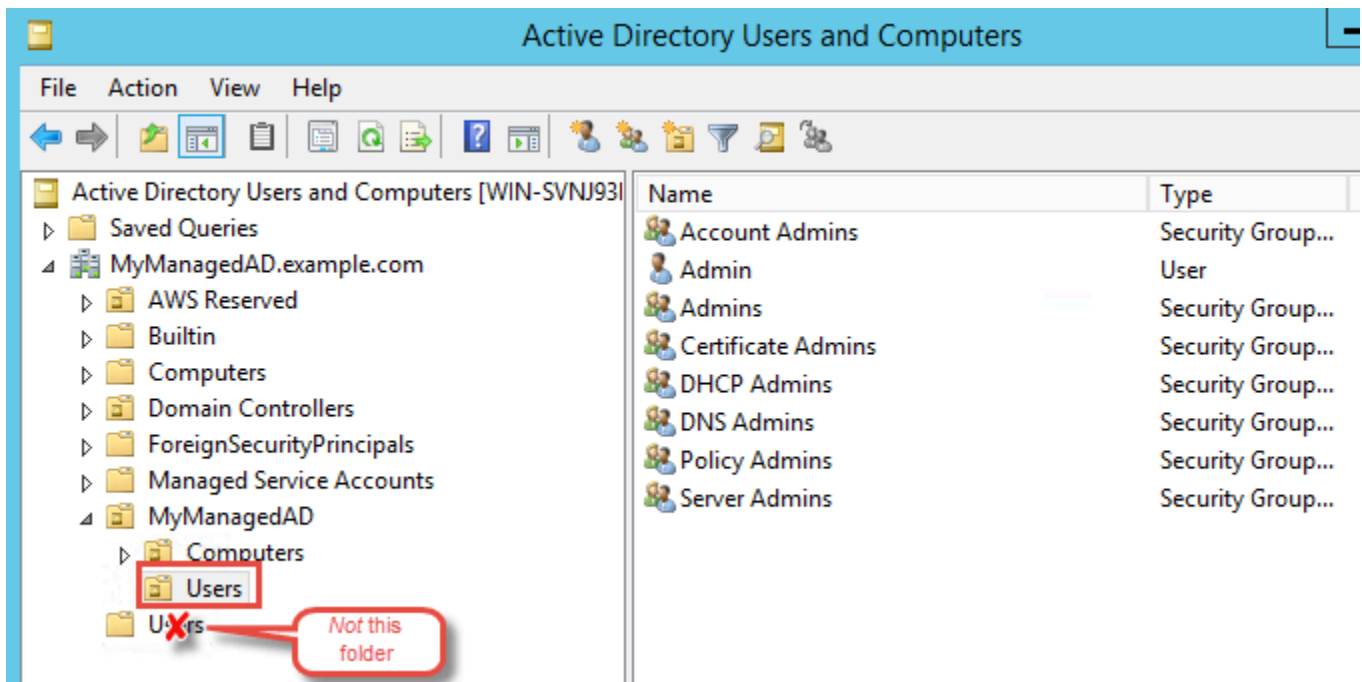 Active Directory Users and Computers
File Action View Help
Active Directory Users and Computers [WIN-SVNJ93I
Saved Queries
MyManagedAD.example.com
AWS Reserved
Builtin
Computers
Domain Controllers
ForeignSecurityPrincipals
Managed Service Accounts
MyManagedAD
Computers
Users
Users
Not this
folder
Name Type
Account Admins Security Group...
Admin User
Admins Security Group...
Certificate Admins Security Group...
DHCP Admins Security Group...
DNS Admins Security Group...
Policy Admins Security Group...
Server Admins Security Group...